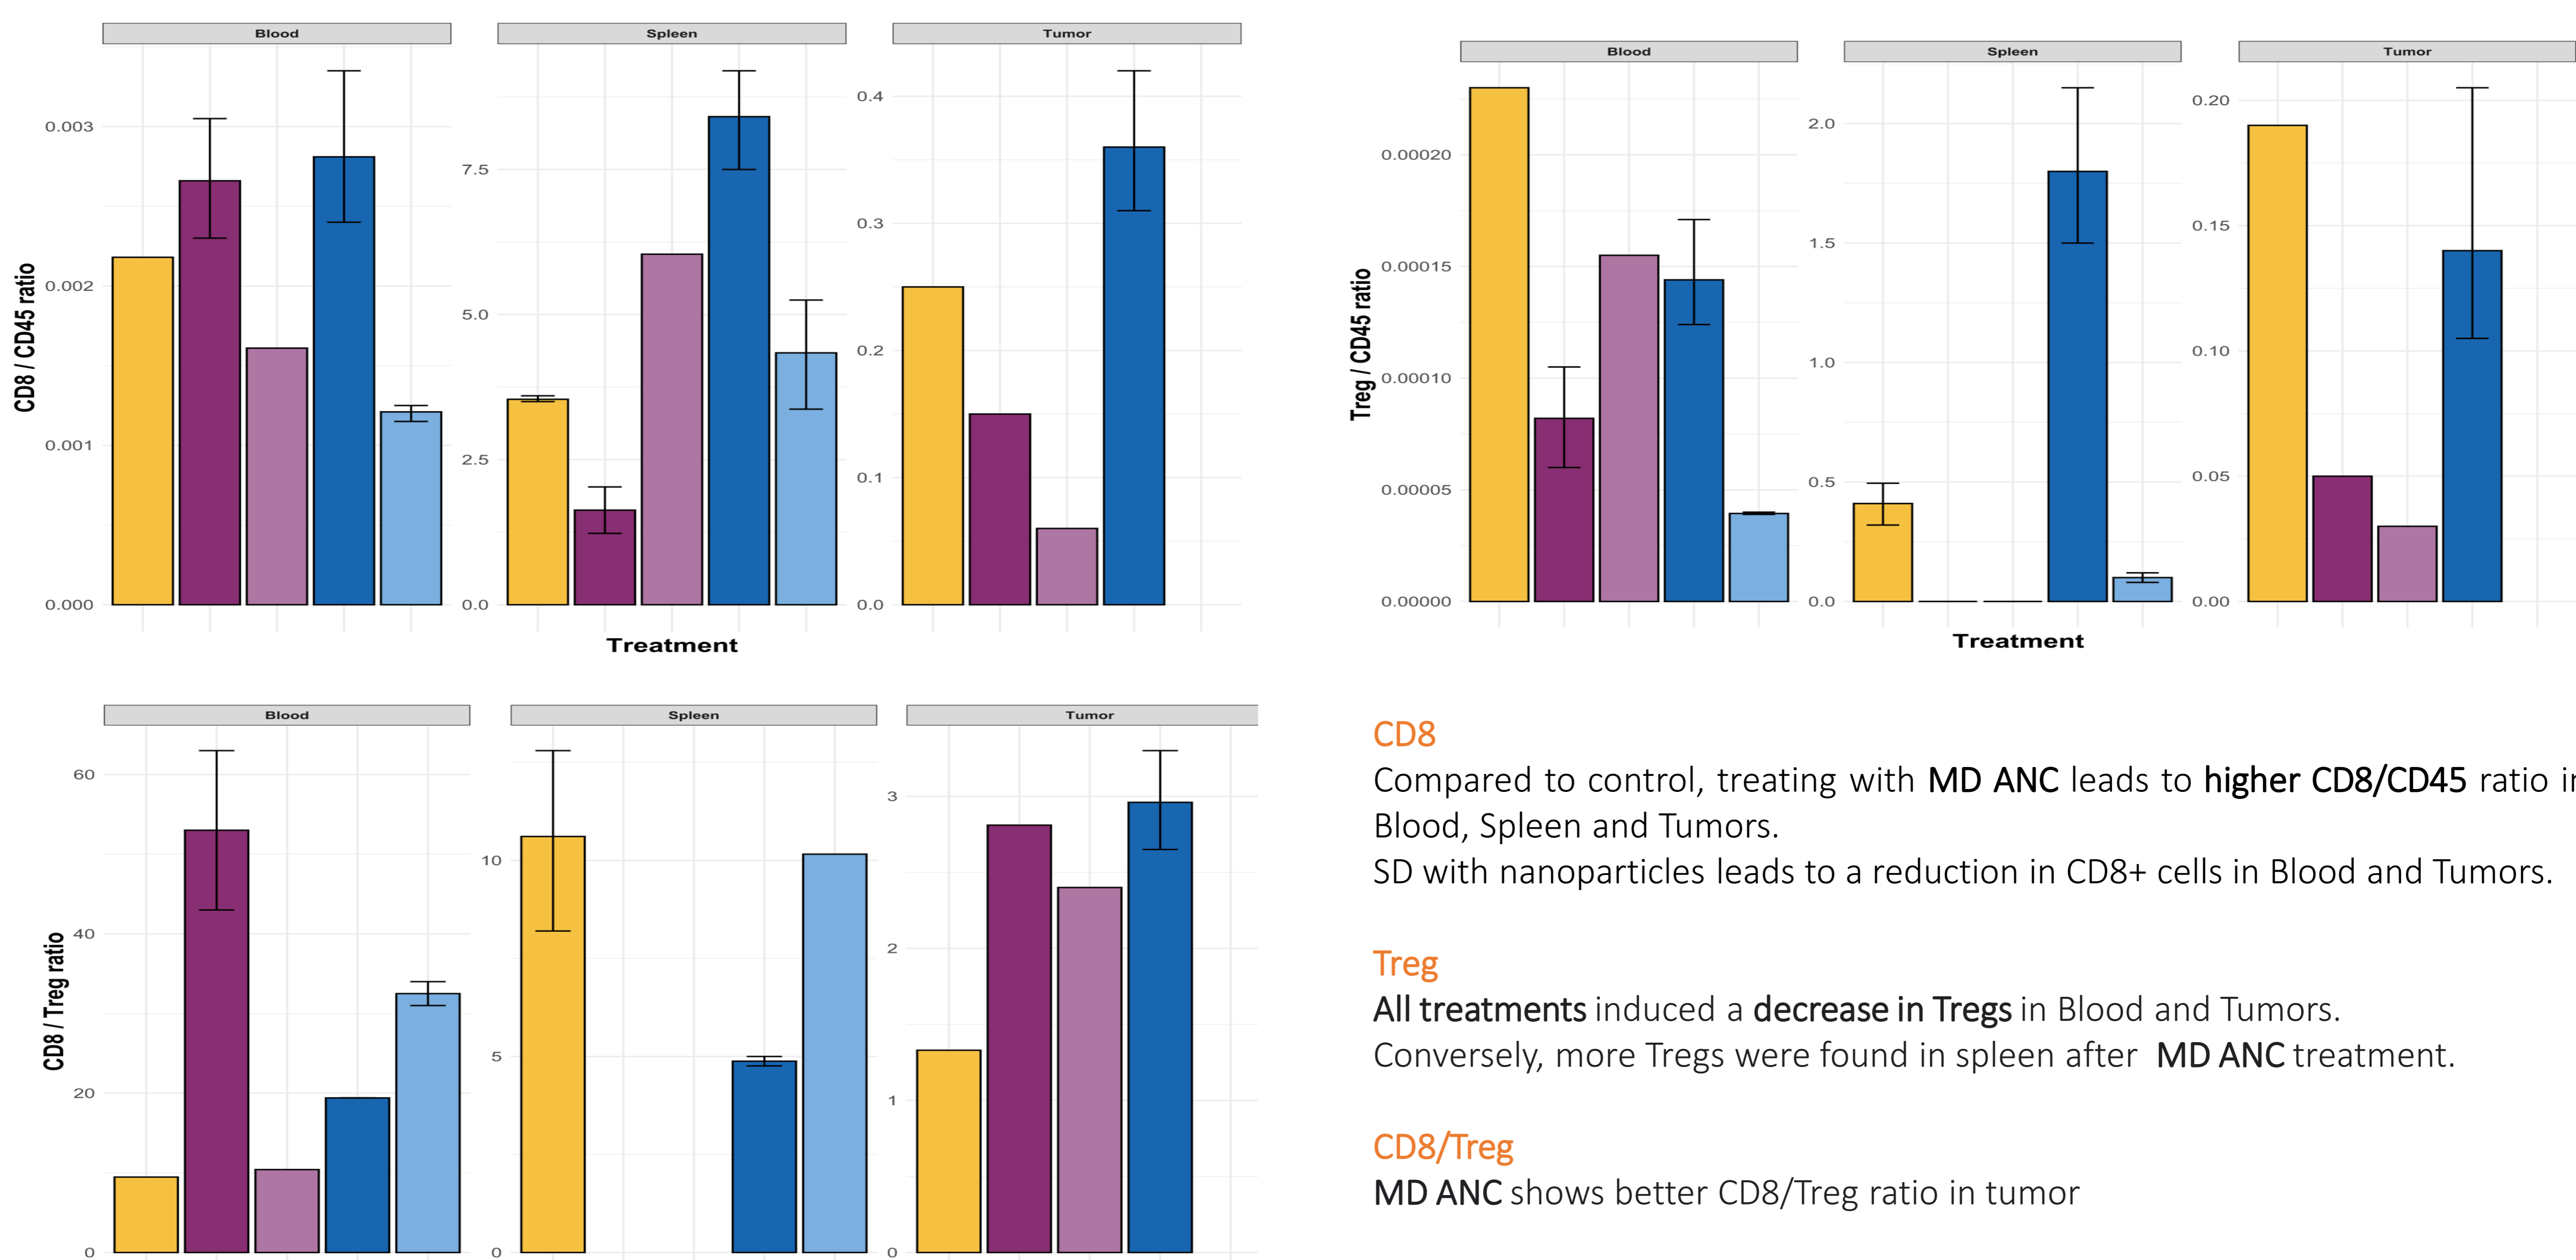 Blood
Spleen
Tumor
CD8 / CD45 ratio
0.003
0.002
0.001
0.000
7.5
5.0
2.5
0.0
0.4
0.3
0.2
0.1
0.0
Treatment
Blood
Spleen
Tumor
Treg / CD45 ratio
0.00020
0.00015
0.00010
0.00005
0.00000
2.0
1.5
1.0
0.5
0.0
0.20
0.15
0.10
0.05
0.00
Treatment
Blood
Spleen
Tumor
CD8 / Treg ratio
60
40
20
0
10
5
0
3
2
1
0
CD8
Compared to control, treating with MD ANC leads to higher CD8/CD45 ratio in
Blood, Spleen and Tumors.
SD with nanoparticles leads to a reduction in CD8+ cells in Blood and Tumors.
Treg
All treatments induced a decrease in Tregs in Blood and Tumors.
Conversely, more Tregs were found in spleen after MD ANC treatment.
CD8/Treg
MD ANC shows better CD8/Treg ratio in tumor